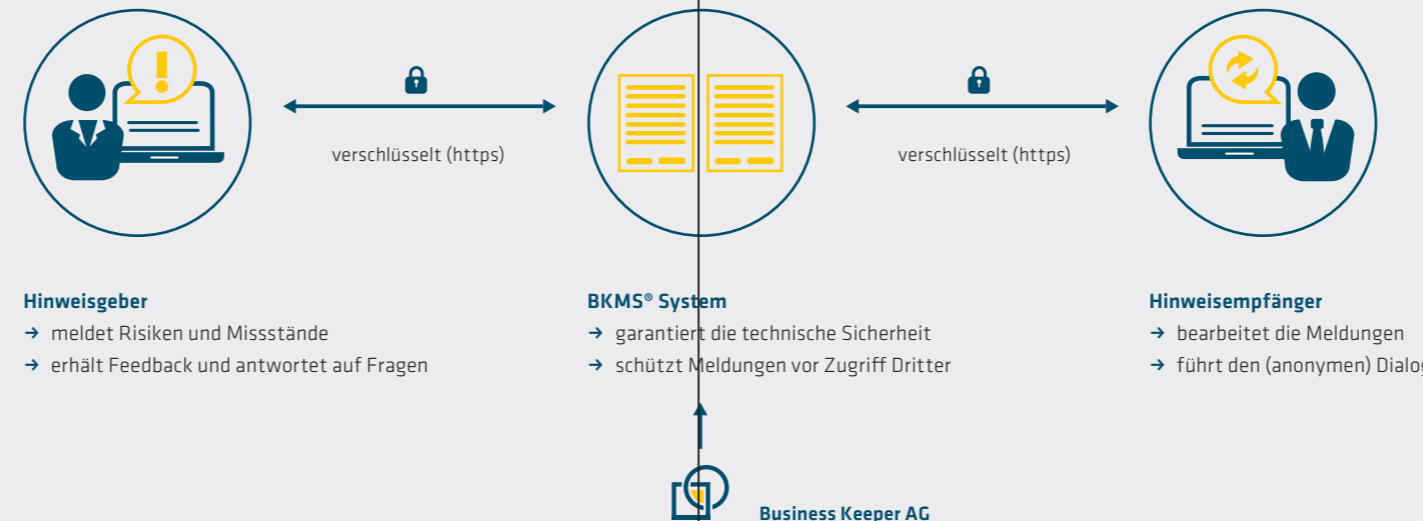 verschlüsselt (https)
verschlüsselt (https)
Hinweisgeber
→ meldet Risiken und Missstände
→ erhält Feedback und antwortet auf Fragen
BKMS® System
→ garantiert die technische Sicherheit
→ schützt Meldungen vor Zugriff Dritter
Hinweisempfänger
→ bearbeitet die Meldungen
→ führt den (anonymen) Dialog
Business Keeper AG